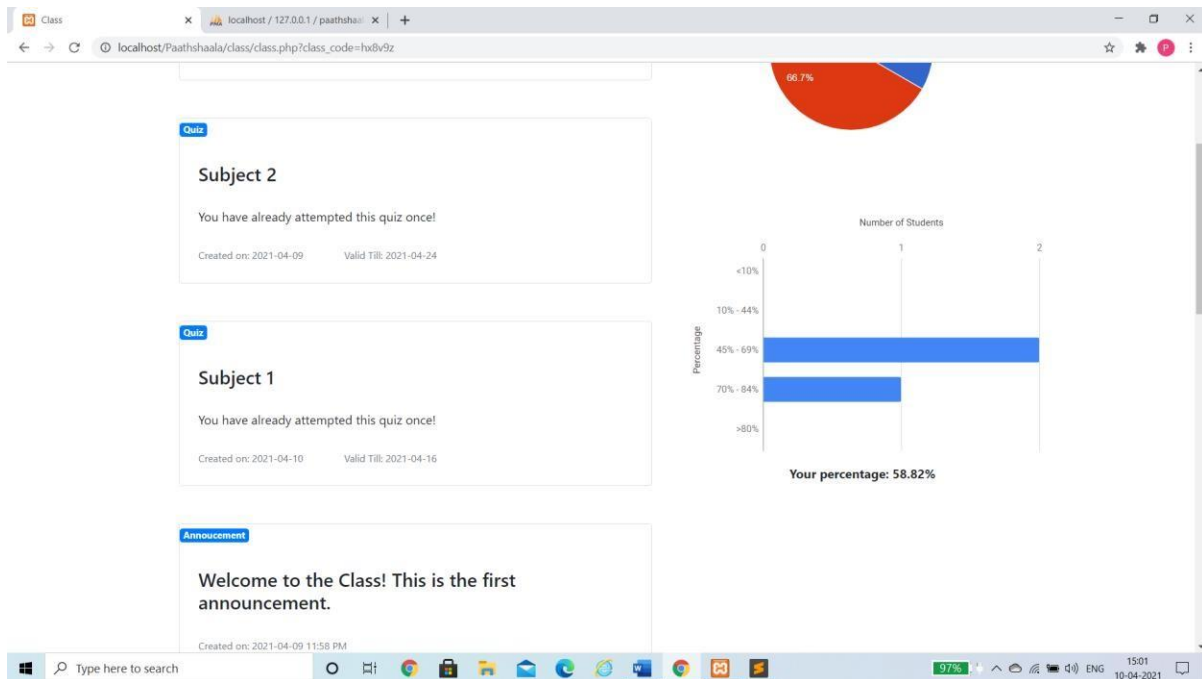 Class
localhost / 127.0.0.1 / paathshaa
localhost/Paathshaala/class/class.php?class_code=hx8v9z
P
66.7%
Quiz
Subject 2
You have already attempted this quiz once!
Created on: 2021-04-09 Valid Till: 2021-04-24
Quiz
Subject 1
You have already attempted this quiz once!
Created on: 2021-04-10 Valid Till: 2021-04-16
Annoucement
Welcome to the Class! This is the first
announcement.
Created on: 2021-04-09 11:58 PM
Number of Students
0 1 2
Percentage
<10%
10% - 44%
45% - 69%
70% - 84%
>80%
Your percentage: 58.82%
Type here to search
97%
ENG
15:01
10-04-2021